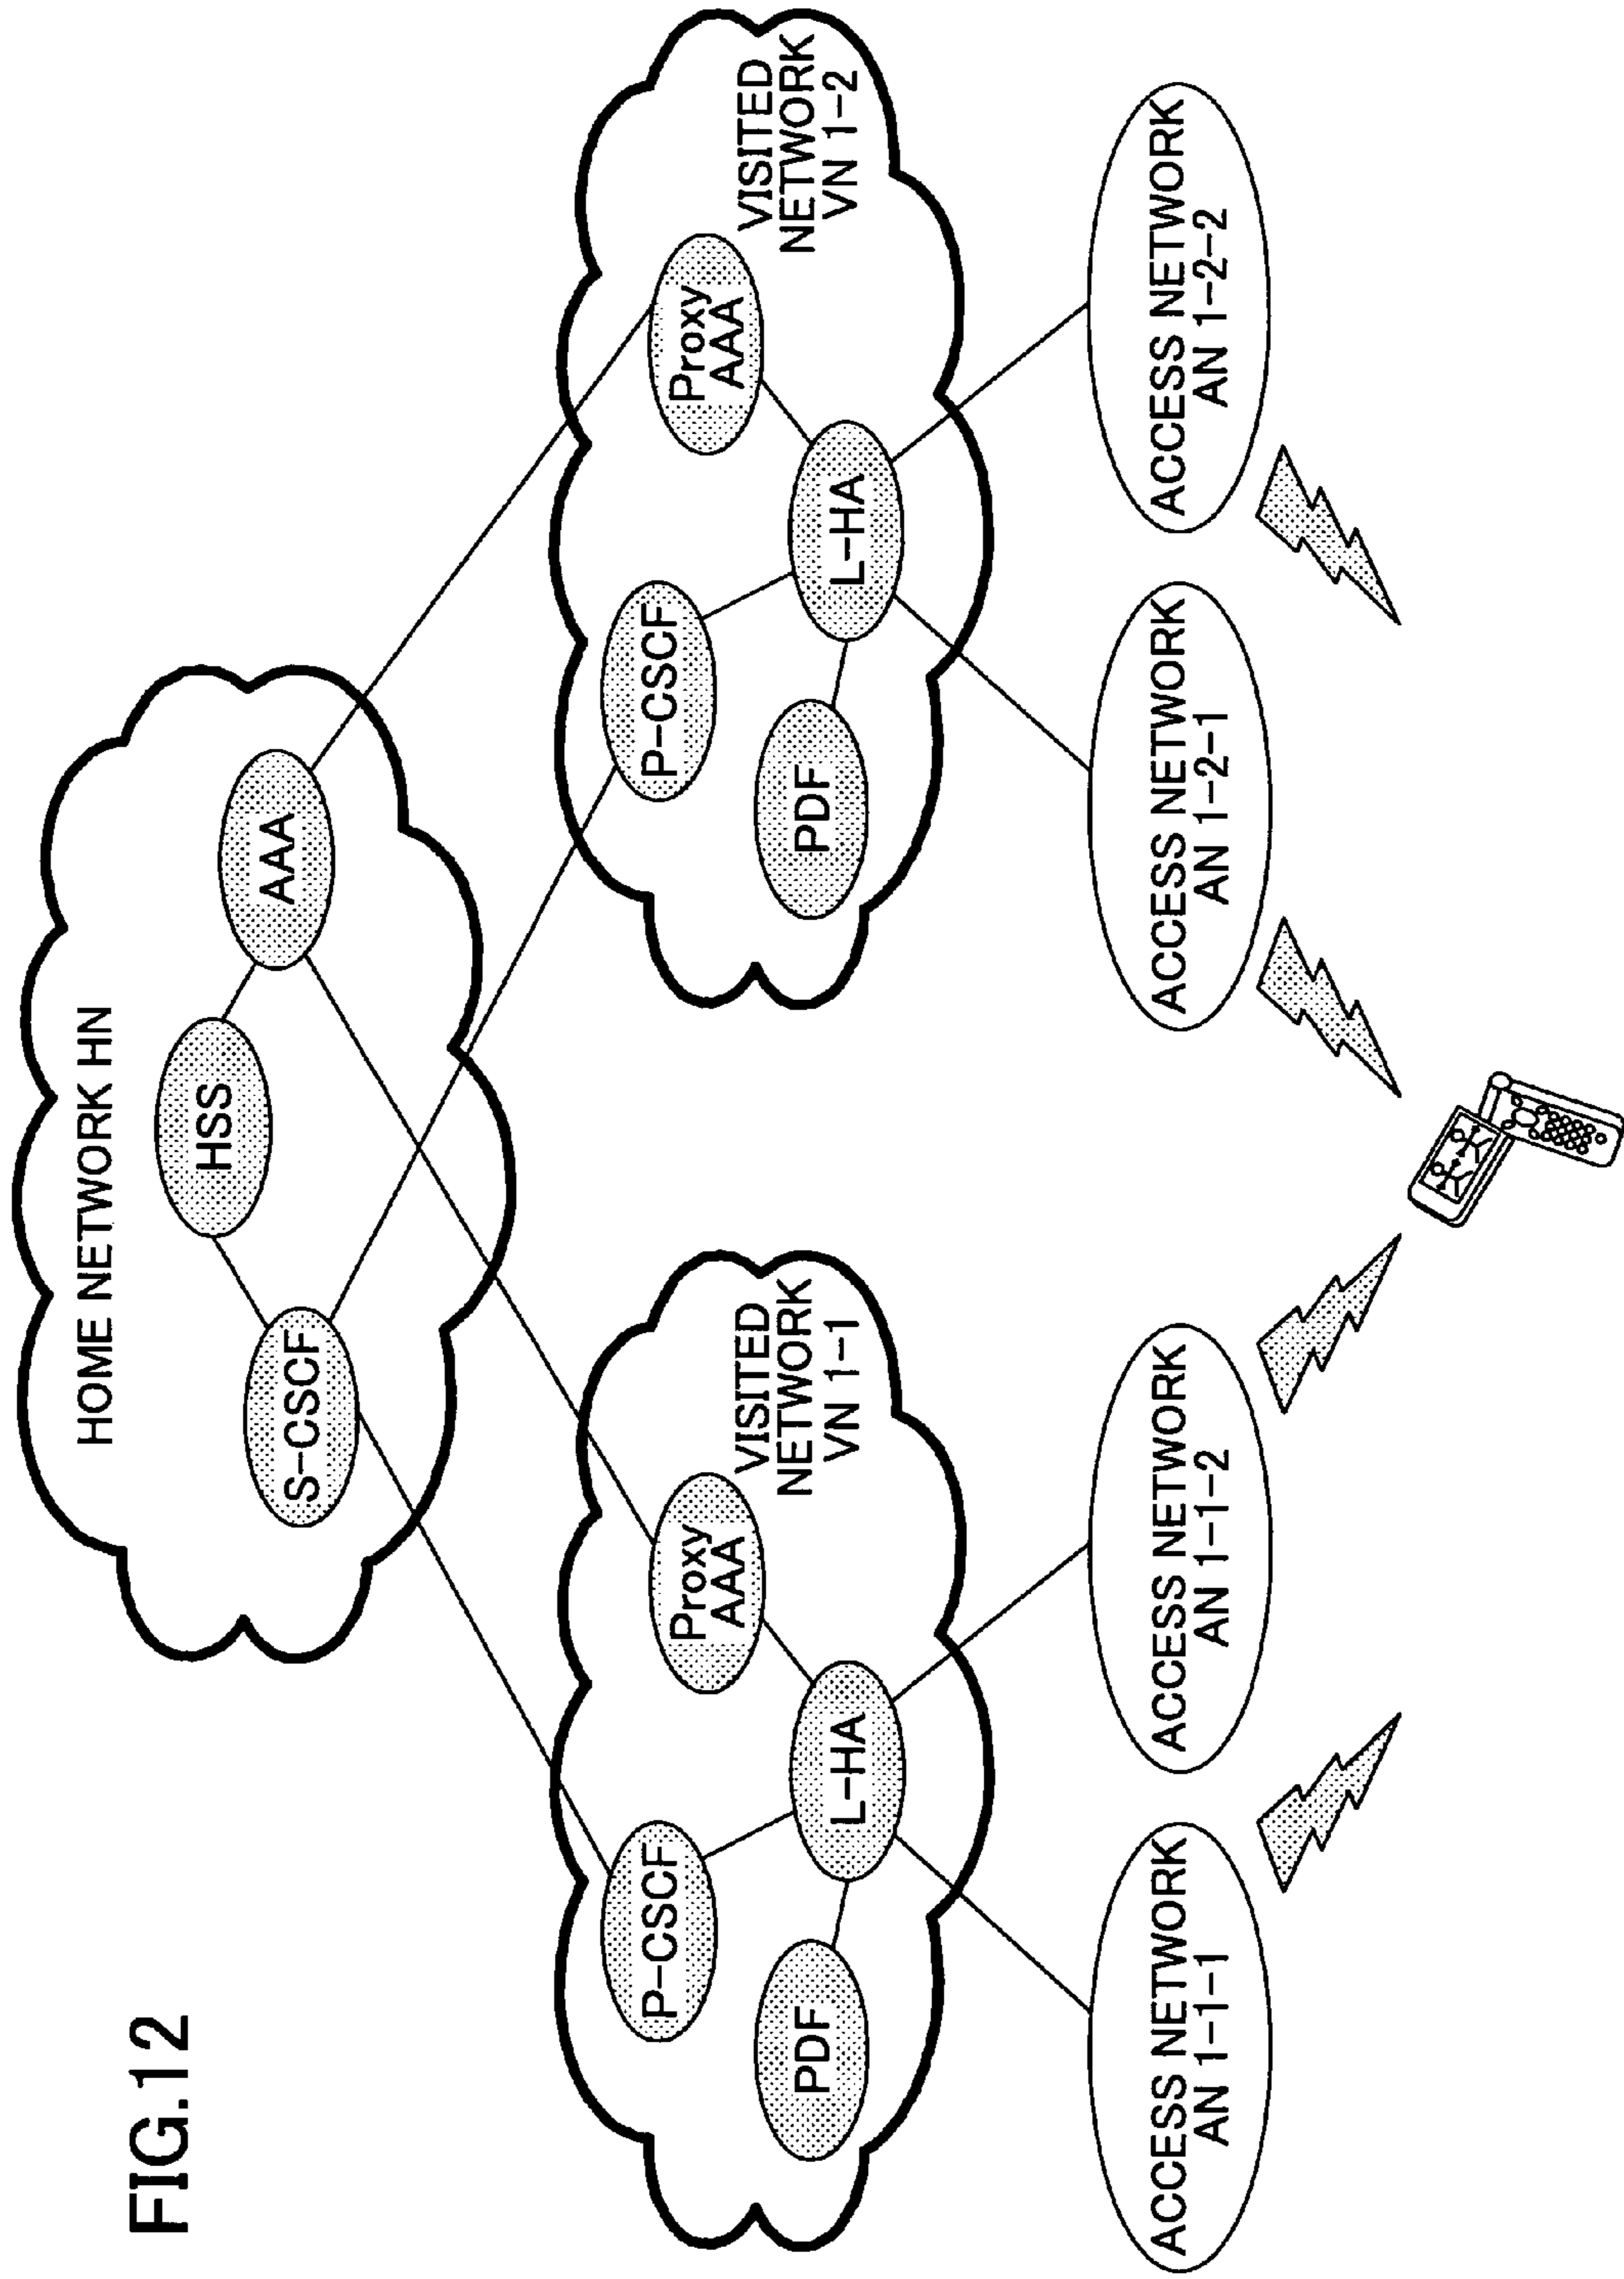 FIG.12
HOME NETWORK HN
S-CSCF
HSS
AAA
VISITED
NETWORK
VN 1-1
P-CSCF
Proxy
AAA
PDF
L-HA
VISITED
NETWORK
VN 1-2
P-CSCF
Proxy
AAA
PDF
L-HA
ACCESS NETWORK
AN 1-1-1
ACCESS NETWORK
AN 1-1-2
ACCESS NETWORK
AN 1-2-1
ACCESS NETWORK
AN 1-2-2